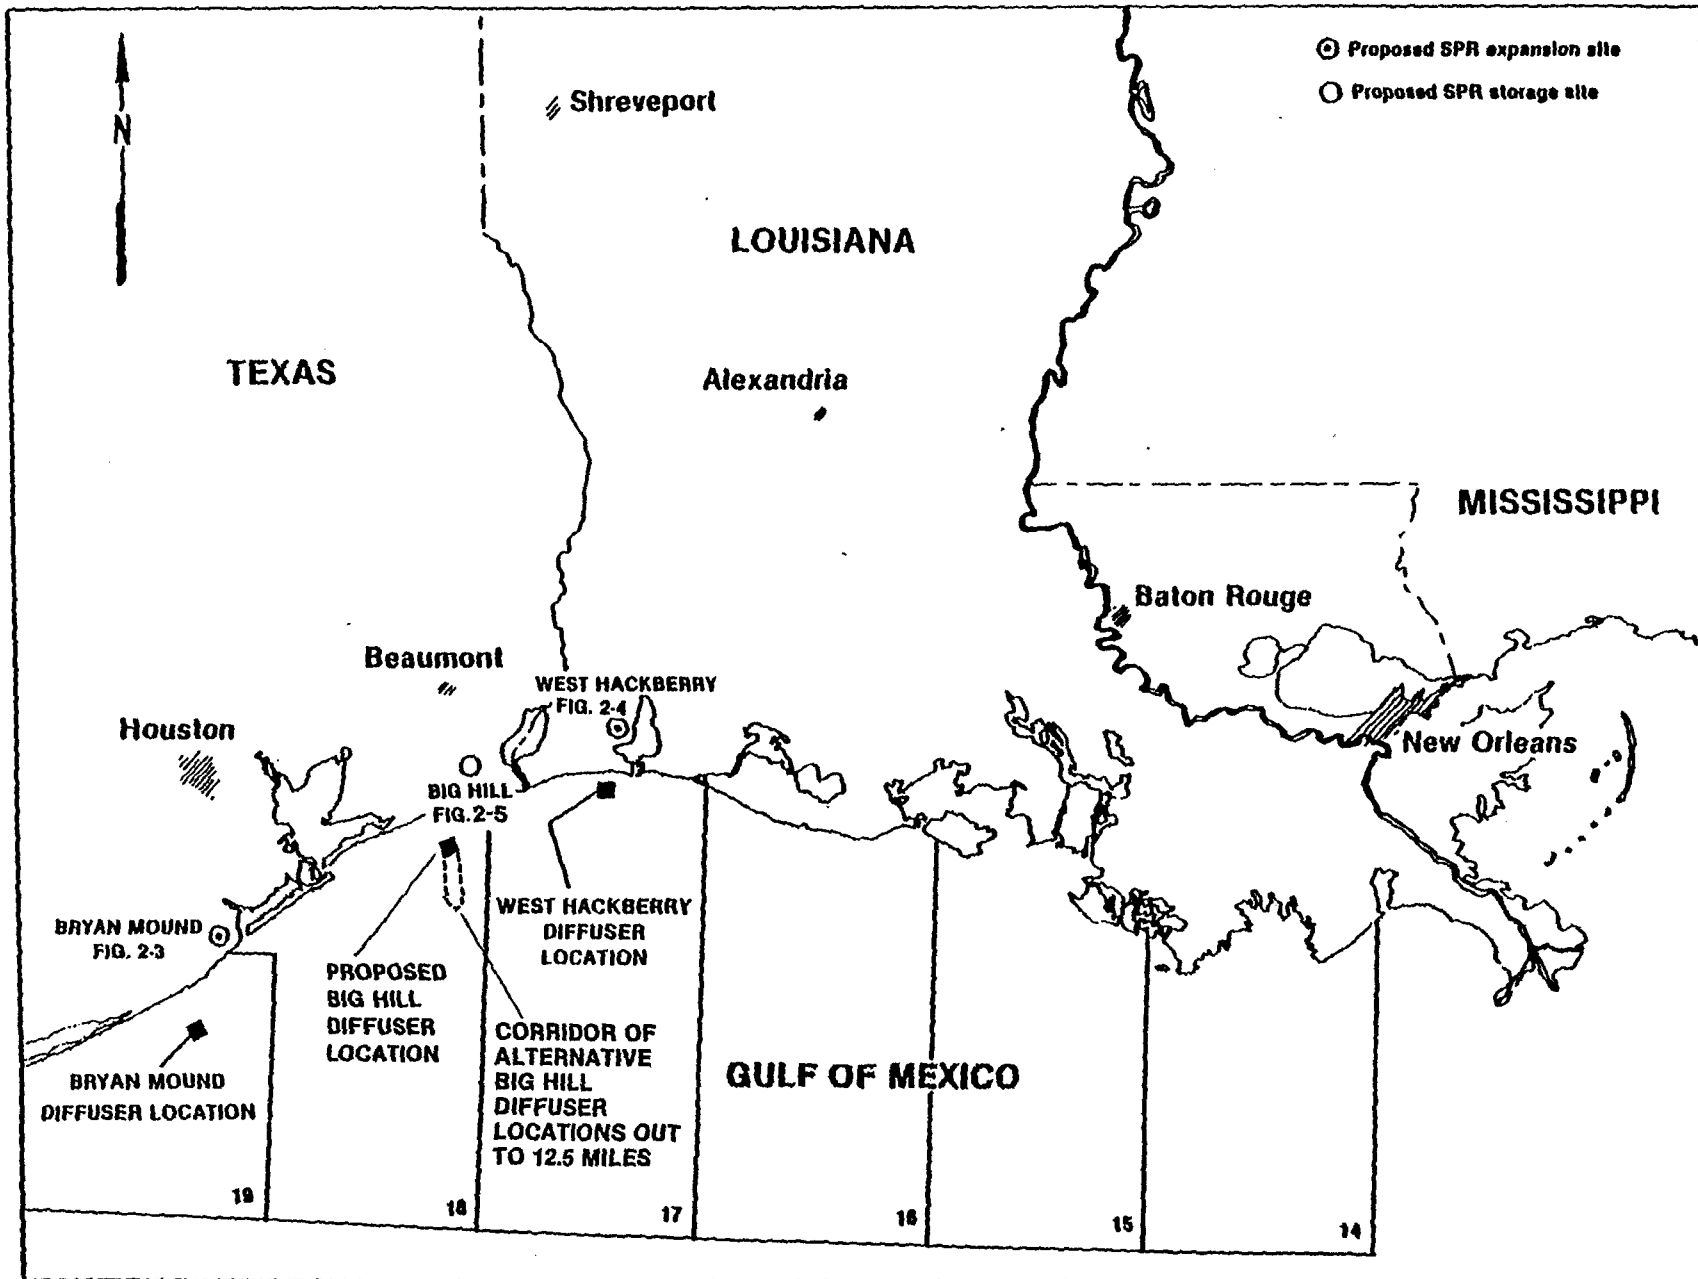 N
Proposed SPR expansion site
Proposed SPR storage site
Shreveport
LOUISIANA
TEXAS
Alexandria
MISSISSIPPI
Baton Rouge
Beaumont
WEST HACKBERRY
FIG. 2-4
Houston
New Orleans
BIG HILL
FIG. 2-5
BRYAN MOUND
FIG. 2-3
WEST HACKBERRY
DIFFUSER
LOCATION
PROPOSED
BIG HILL
DIFFUSER
LOCATION
CORRIDOR OF
ALTERNATIVE
BIG HILL
DIFFUSER
LOCATIONS OUT
TO 12.5 MILES
GULF OF MEXICO
BRYAN MOUND
DIFFUSER LOCATION
19
18
17
16
15
14